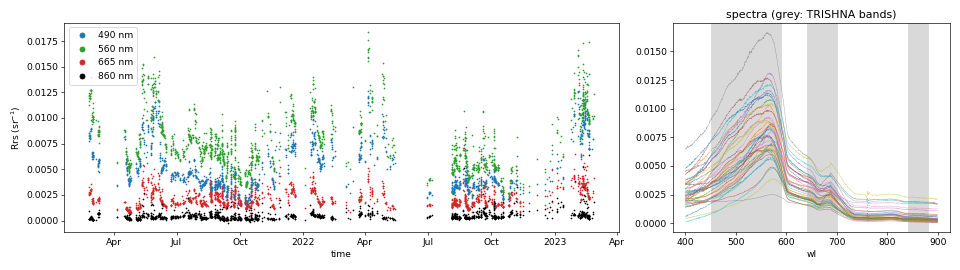 spectra (grey: TRISHNA bands)
490 nm
560 nm
665 nm
860 nm
Rrs (sr⁻¹)
0.0175
0.0150
0.0125
0.0100
0.0075
0.0050
0.0025
0.0000
Apr Jul Oct 2022 Apr Jul Oct 2023 Apr
time
0.0150
0.0125
0.0100
0.0075
0.0050
0.0025
0.0000
400 500 600 700 800 900
wl